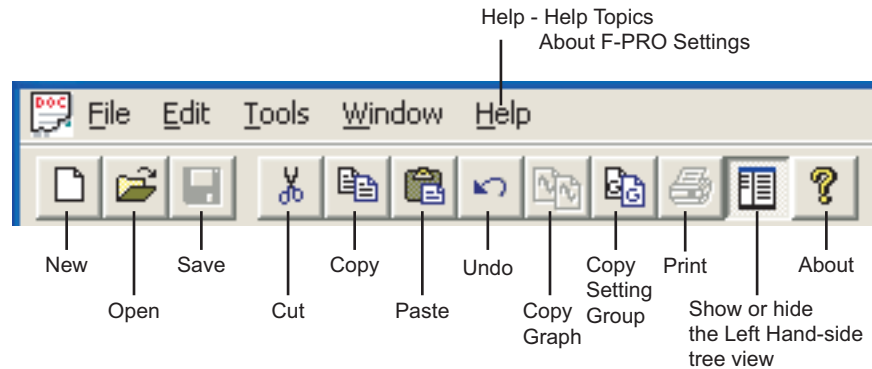 Help - Help Topics
About F-PRO Settings
DOC
File Edit Tools Window Help
G G
?
New Save Copy Undo Copy Setting Group Print About
Open Cut Paste Copy Graph Show or hide the Left Hand-side tree view